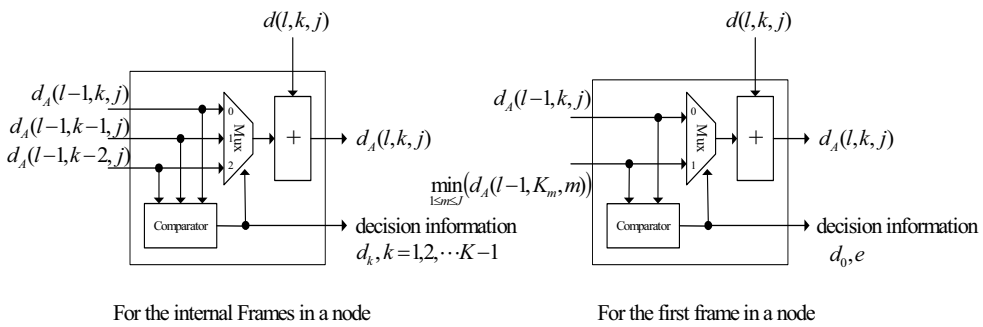 d(l,k,j)
d_A(l−1,k,j)
d_A(l−1,k−1,j)
d_A(l−1,k−2,j)
0
1
2
Mux
+
d_A(l,k,j)
Comparator
decision information
d_k, k=1,2,⋯K−1
For the internal Frames in a node
d(l,k,j)
d_A(l−1,k,j)
min_{1≤m≤J}(d_A(l−1,K_m,m))
0
1
Mux
+
d_A(l,k,j)
Comparator
decision information
d_0,e
For the first frame in a node